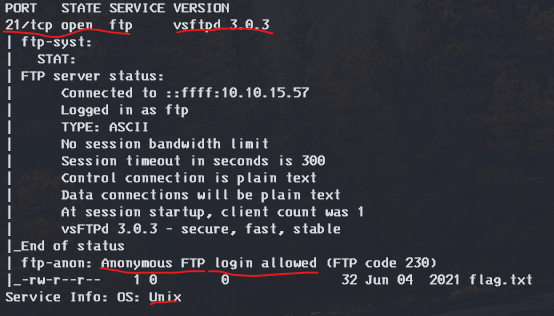 PORT   STATE SERVICE VERSION
21/tcp open  ftp     vsftpd 3.0.3
| ftp-syst:
|   STAT:
| FTP server status:
|      Connected to ::ffff:10.10.15.57
|      Logged in as ftp
|      TYPE: ASCII
|      No session bandwidth limit
|      Session timeout in seconds is 300
|      Control connection is plain text
|      Data connections will be plain text
|      At session startup, client count was 1
|      vsFTPd 3.0.3 - secure, fast, stable
|_End of status
| ftp-anon: Anonymous FTP login allowed (FTP code 230)
|_-rw-r--r--    1 0        0              32 Jun 04  2021 flag.txt
Service Info: OS: Unix